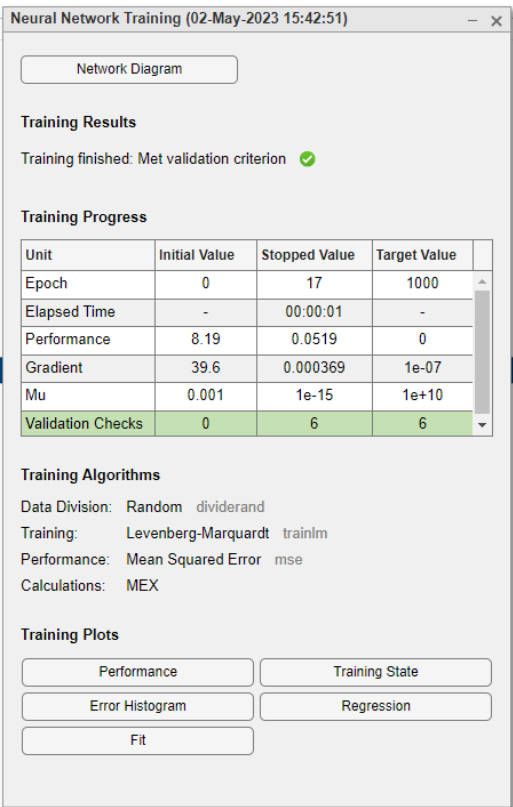 Neural Network Training (02-May-2023 15:42:51)
Network Diagram
Training Results
Training finished: Met validation criterion
Training Progress
Unit Initial Value Stopped Value Target Value
Epoch 0 17 1000
Elapsed Time - 00:00:01 -
Performance 8.19 0.0519 0
Gradient 39.6 0.000369 1e-07
Mu 0.001 1e-15 1e+10
Validation Checks 0 6 6
Training Algorithms
Data Division: Random dividerand
Training: Levenberg-Marquardt trainlm
Performance: Mean Squared Error mse
Calculations: MEX
Training Plots
Performance Training State
Error Histogram Regression
Fit